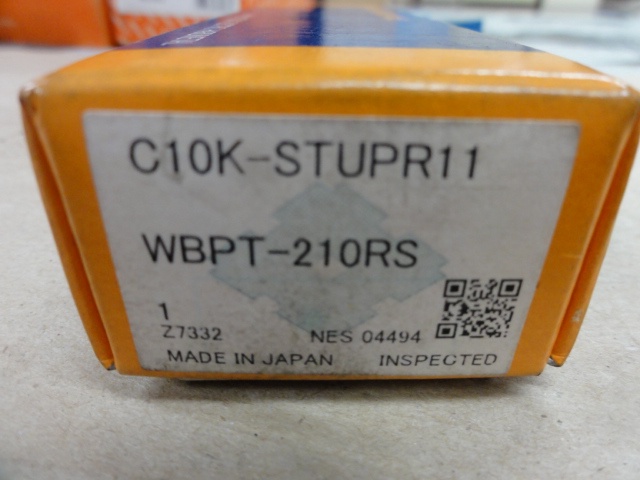 C10K-STUPR11
WBPT-210RS
1
Z7332 NES 04494
MADE IN JAPAN INSPECTED